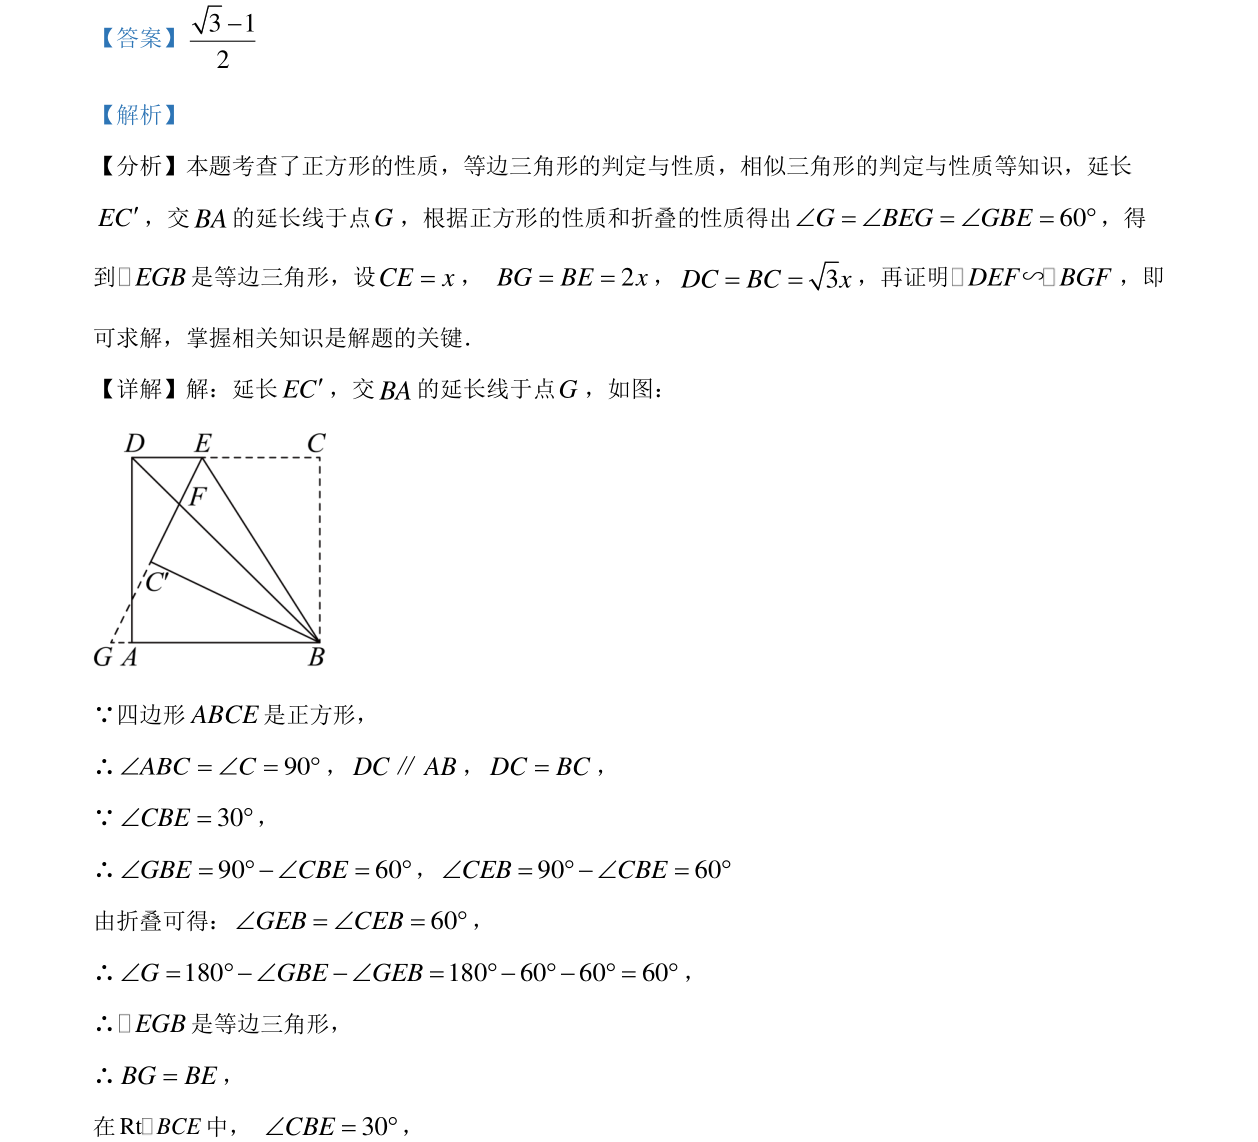 【答案】$\frac{\sqrt{3}-1}{2}$
【解析】
【分析】本题考查了正方形的性质，等边三角形的判定与性质，相似三角形的判定与性质等知识，延长
EC′，交BA的延长线于点G，根据正方形的性质和折叠的性质得出∠G=∠BEG=∠GBE=60°，得
到□EGB是等边三角形，设CE=x， BG=BE=2x，DC=BC=√3x，再证明□DEF∽□BGF，即
可求解，掌握相关知识是解题的关键．
【详解】解：延长EC′，交BA的延长线于点G，如图：
D E C
F
C′
G A B
∵四边形ABCE是正方形，
∴∠ABC=∠C=90°，DC∥AB，DC=BC，
∵∠CBE=30°，
∴∠GBE=90°−∠CBE=60°，∠CEB=90°−∠CBE=60°
由折叠可得：∠GEB=∠CEB=60°，
∴∠G=180°−∠GBE−∠GEB=180°−60°−60°=60°，
∴□EGB是等边三角形，
∴BG=BE，
在Rt□BCE中， ∠CBE=30°，